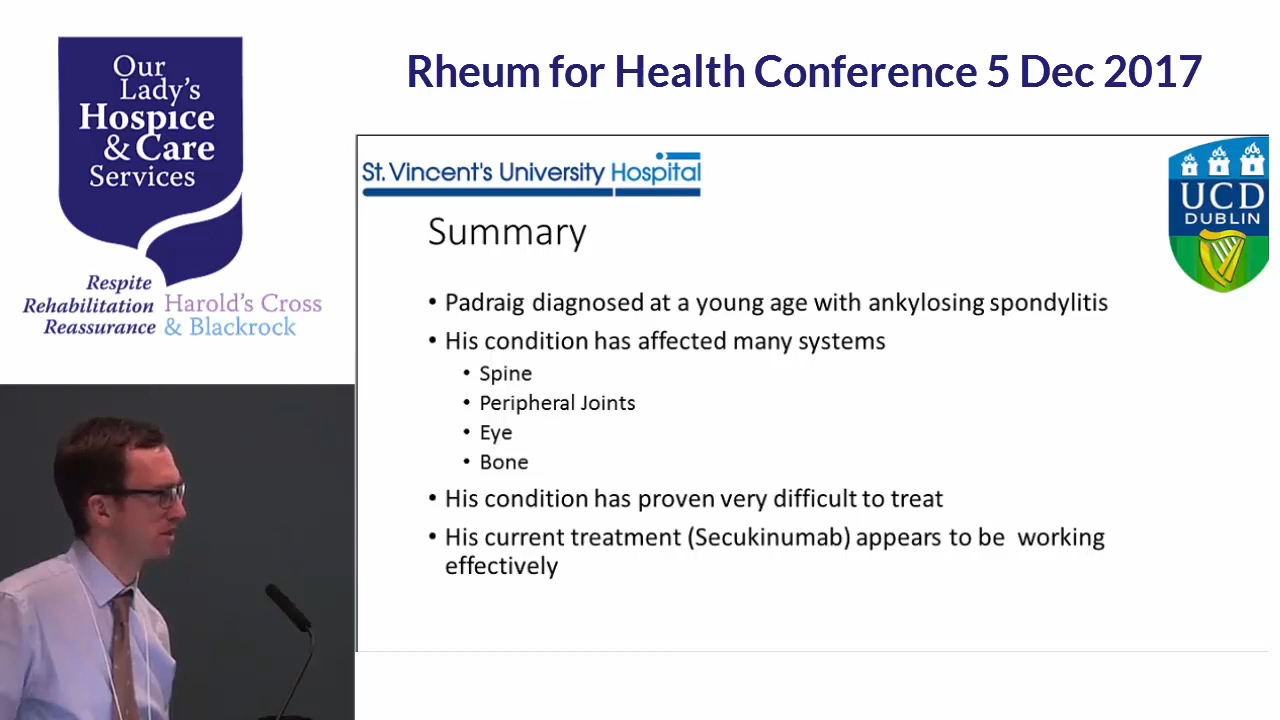 Our
Lady's
Hospice
& Care
Services
Respite
Rehabilitation
Reassurance
Harold's Cross
& Blackrock
Rheum for Health Conference 5 Dec 2017
St. Vincent's University Hospital
UCD
DUBLIN
Summary
• Padraig diagnosed at a young age with ankylosing spondylitis
• His condition has affected many systems
• Spine
• Peripheral Joints
• Eye
• Bone
• His condition has proven very difficult to treat
• His current treatment (Secukinumab) appears to be  working
effectively